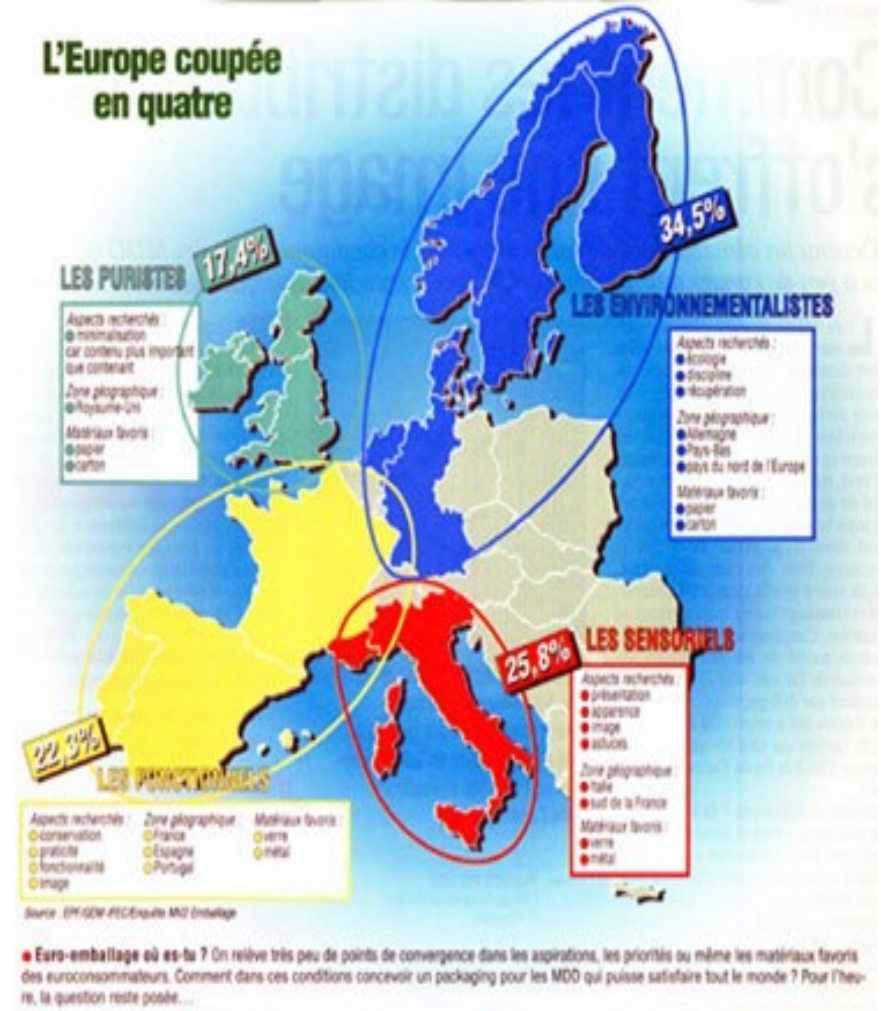 L'Europe coupée
en quatre
34,5%
17,4%
LES PURISTES
Aspects recherchés :
minimalisation
car contenu plus important
que contenant
Zone géographique :
Royaume-Uni
Matériaux favoris :
papier
carton
LES ENVIRONNEMENTALISTES
Aspects recherchés :
écologie
discipline
récupération
Zone géographique :
Allemagne
Pays-Bas
pays du nord de l'Europe
Matériaux favoris :
papier
carton
25,8%
LES SENSORIELS
Aspects recherchés :
présentation
apparence
image
astuces
Zone géographique :
Italie
sud de la France
Matériaux favoris :
verre
métal
22,3%
LES FONCTIONNELS
Aspects recherchés :
conservation
praticité
fonctionnalité
image
Zone géographique :
France
Espagne
Portugal
Matériaux favoris :
verre
métal
Source : Emballage
● Euro-emballage où es-tu ? On relève très peu de points de convergence dans les aspirations, les priorités ou même les matériaux favoris
des euroconsommateurs. Comment dans ces conditions concevoir un packaging pour les MDD qui puisse satisfaire tout le monde ? Pour l'heu-
re, la question reste posée...